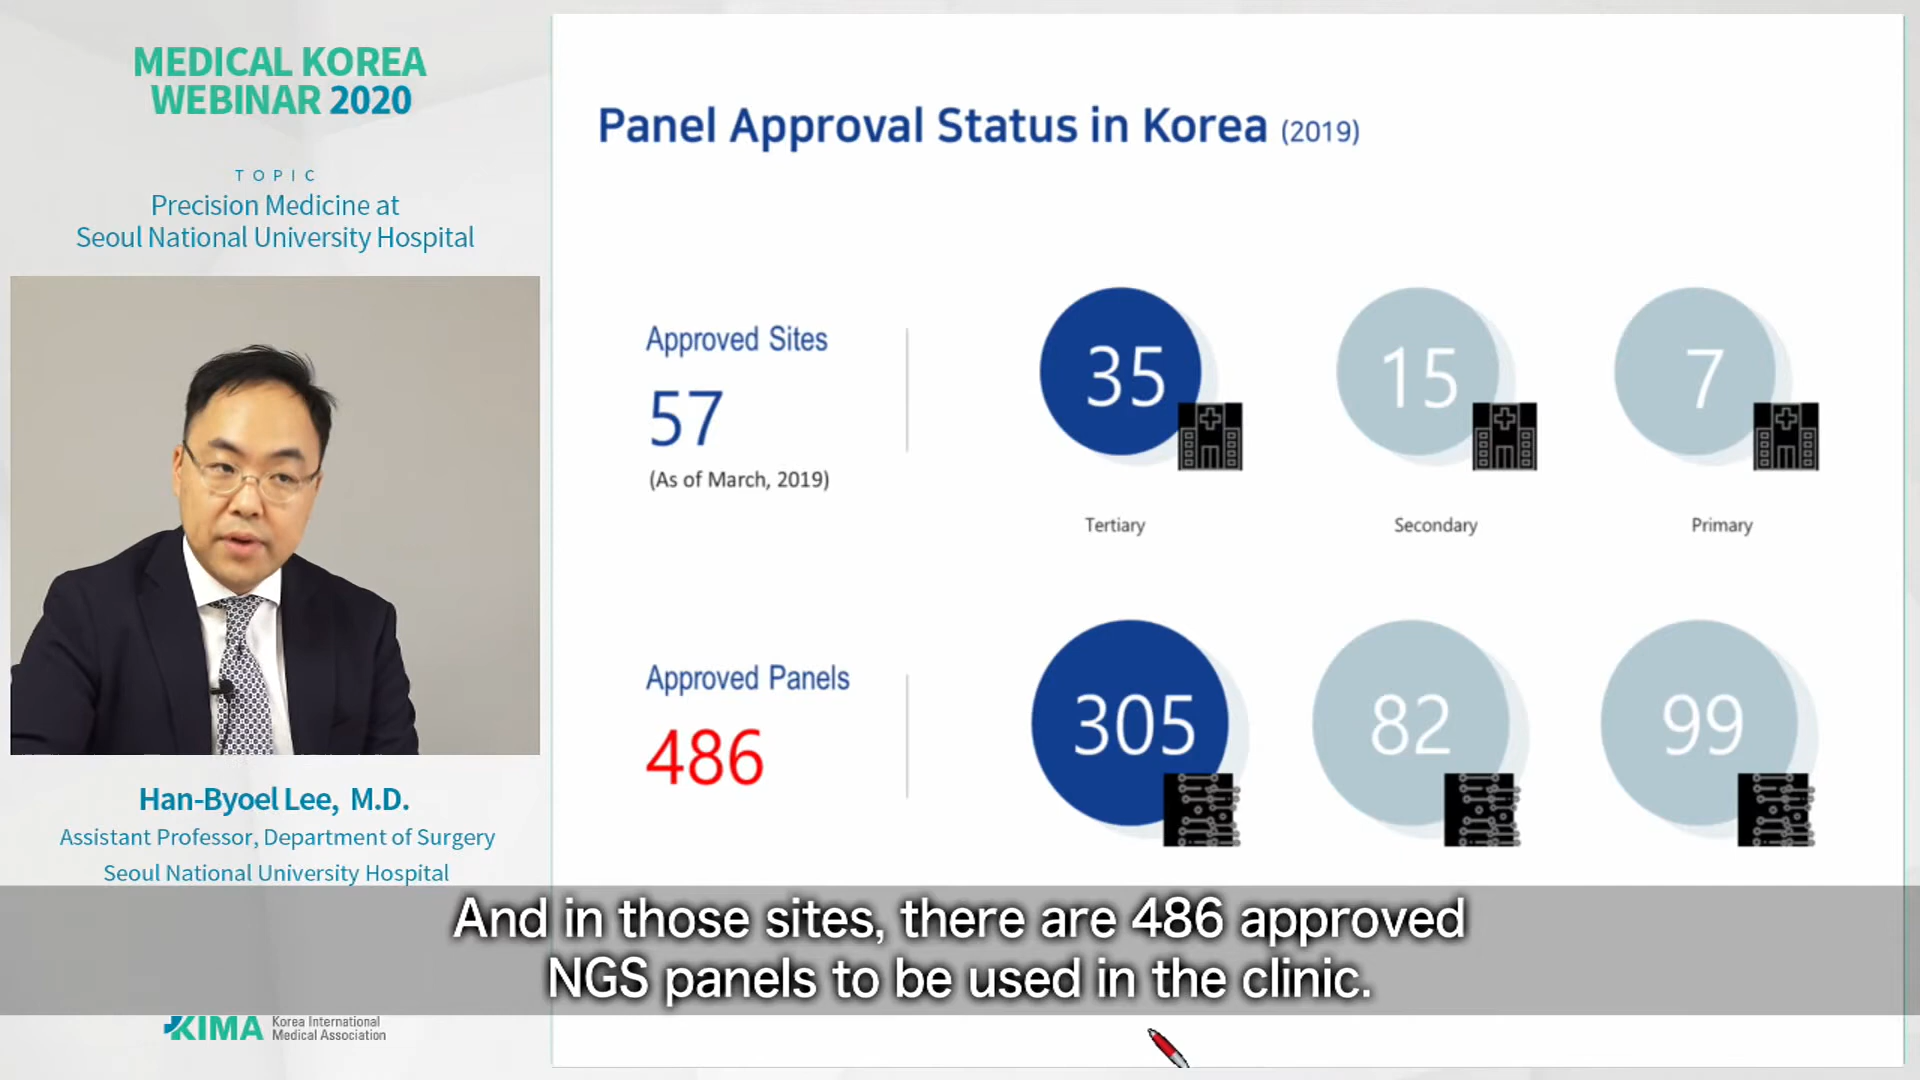 MEDICAL KOREA
WEBINAR 2020
TOPIC
Precision Medicine at
Seoul National University Hospital
Han-Byoel Lee, M.D.
Assistant Professor, Department of Surgery
Seoul National University Hospital
KIMA
Korea International
Medical Association
Panel Approval Status in Korea (2019)
Approved Sites
57
(As of March, 2019)
35
15
7
Tertiary
Secondary
Primary
Approved Panels
486
305
82
99
And in those sites, there are 486 approved
NGS panels to be used in the clinic.